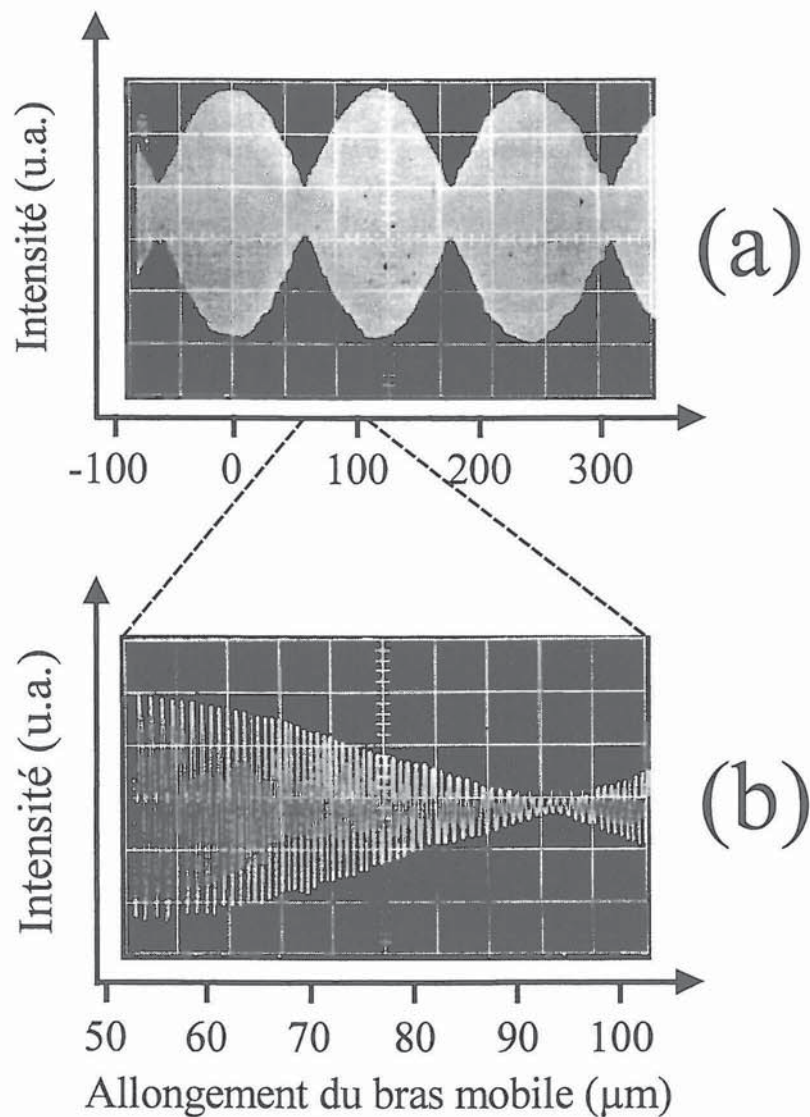 Intensité (u.a.)
(a)
-100 0 100 200 300
Intensité (u.a.)
(b)
50 60 70 80 90 100
Allongement du bras mobile (μm)